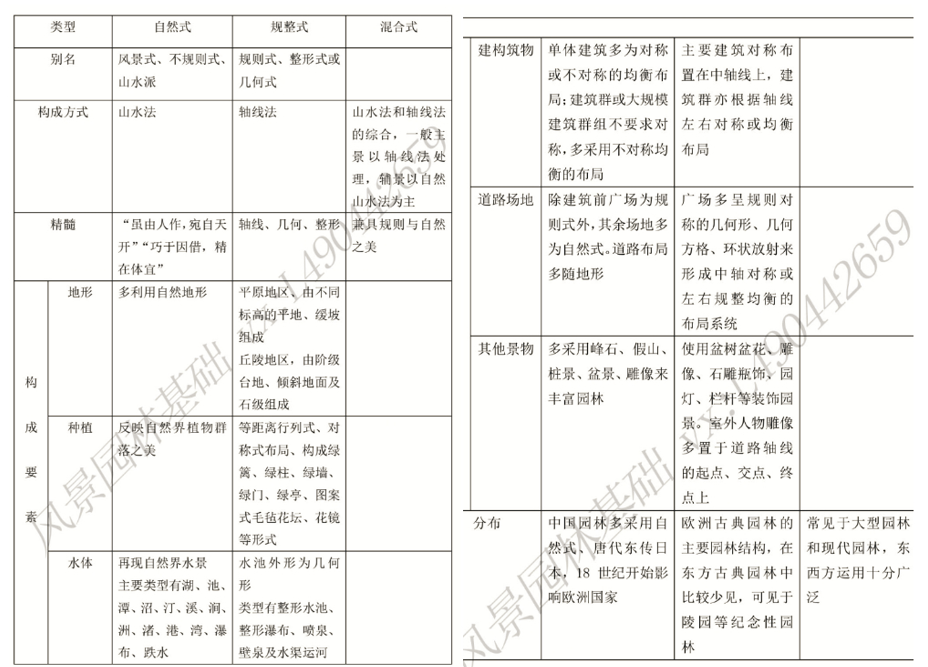 类型 自然式 规整式 混合式
别名 风景式、不规则式、 规则式、整形式或
山水派 几何式
构成方式 山水法 轴线法 山水法和轴线法
的综合，一般主
景以轴线法处
理，辅景以自然
山水法为主
精髓 “虽由人作，宛自天 轴线、几何、整形 兼具规则与自然
开”“巧于因借，精 之美
在体宜”
构成要素
地形 多利用自然地形 平原地区、由不同
标高的平地、缓坡
组成
丘陵地区，由阶级
台地、倾斜地面及
石级组成
种植 反映自然界植物群 等距离行列式、对
落之美 称式布局、构成绿
篱、绿柱、绿墙、
绿门、绿亭、图案
式毛毡花坛、花镜
等形式
水体 再现自然界水景 水池外形为几何
主要类型有湖、池、 形
潭、沼、汀、溪、涧、 类型有整形水池、
洲、渚、港、湾、瀑 整形瀑布、喷泉、
布、跌水 壁泉及水渠运河
建构筑物 单体建筑多为对称 主要建筑对称布
或不对称的均衡布 置在中轴线上，建
局；建筑群或大规模 筑群亦根据轴线
建筑群组不要求对 左右对称或均衡
称，多采用不对称均 布局
衡的布局
道路场地 除建筑前广场为规 广场多呈规则对
则式外，其余场地多 称的几何形、几何
为自然式。道路布局 方格、环状放射来
多随地形 形成中轴对称或
左右规整均衡的
布局系统
其他景物 多采用峰石、假山、 使用盆树盆花、雕
桩景、盆景、雕像来 像、石雕瓶饰、园
丰富园林 灯、栏杆等装饰园
景。室外人物雕像
多置于道路轴线
的起点、交点、终
点上
分布 中国园林多采用自 欧洲古典园林的 常见于大型园林
然式、唐代东传日 主要园林结构，在 和现代园林，东
本，18 世纪开始影 东方古典园林中 西方运用十分广
响欧洲国家 比较少见，可见于 泛
陵园等纪念性园
林
风景园林基础 vx:1490442659
风景园林基础 vx:1490442659